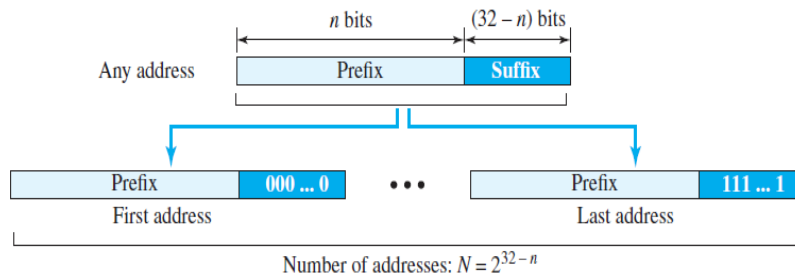 n bits (32 – n) bits
Any address Prefix Suffix
Prefix 000 ... 0 ••• Prefix 111 ... 1
First address Last address
Number of addresses: N = 2^{32 – n}